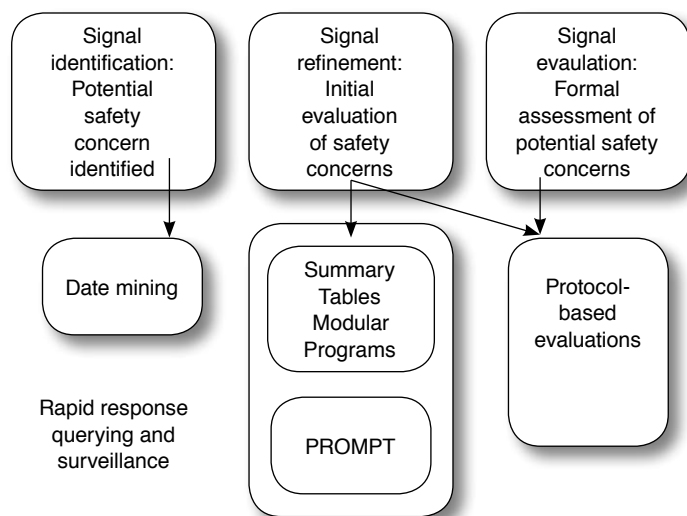 Signal
identification:
Potential
safety
concern
identified
Signal
refinement:
Initial
evaluation
of safety
concerns
Signal
evaulation:
Formal
assessment of
potential safety
concerns
Date mining
Summary
Tables
Modular
Programs
Protocol-
based
evaluations
Rapid response
querying and
surveillance
PROMPT